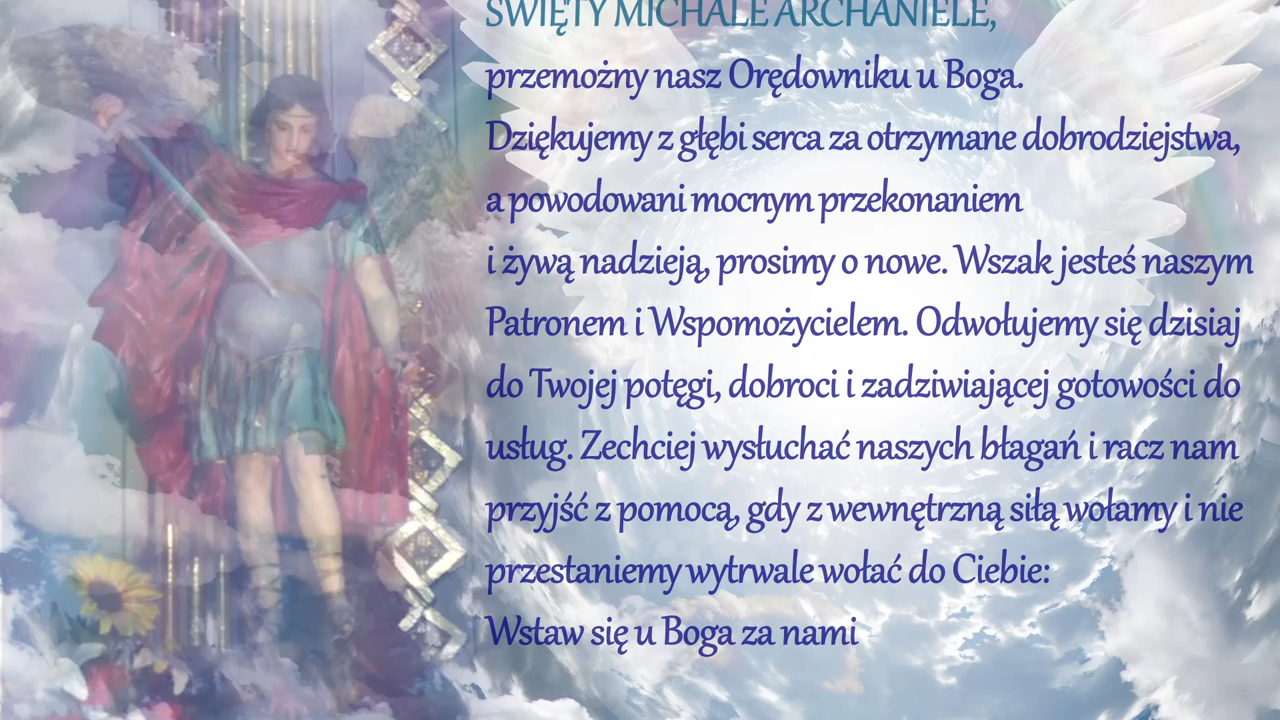 ŚWIĘTY MICHALE ARCHANIELE,
przemożny nasz Orędowniku u Boga.
Dziękujemy z głębi serca za otrzymane dobrodziejstwa,
a powodowani mocnym przekonaniem
i żywą nadzieją, prosimy o nowe. Wszak jesteś naszym
Patronem i Wspomożycielem. Odwołujemy się dzisiaj
do Twojej potęgi, dobroci i zadziwiającej gotowości do
usług. Zechciej wysłuchać naszych błagań i racz nam
przyjść z pomocą, gdy z wewnętrzną siłą wołamy i nie
przestaniemy wytrwale wołać do Ciebie:
Wstaw się u Boga za nami